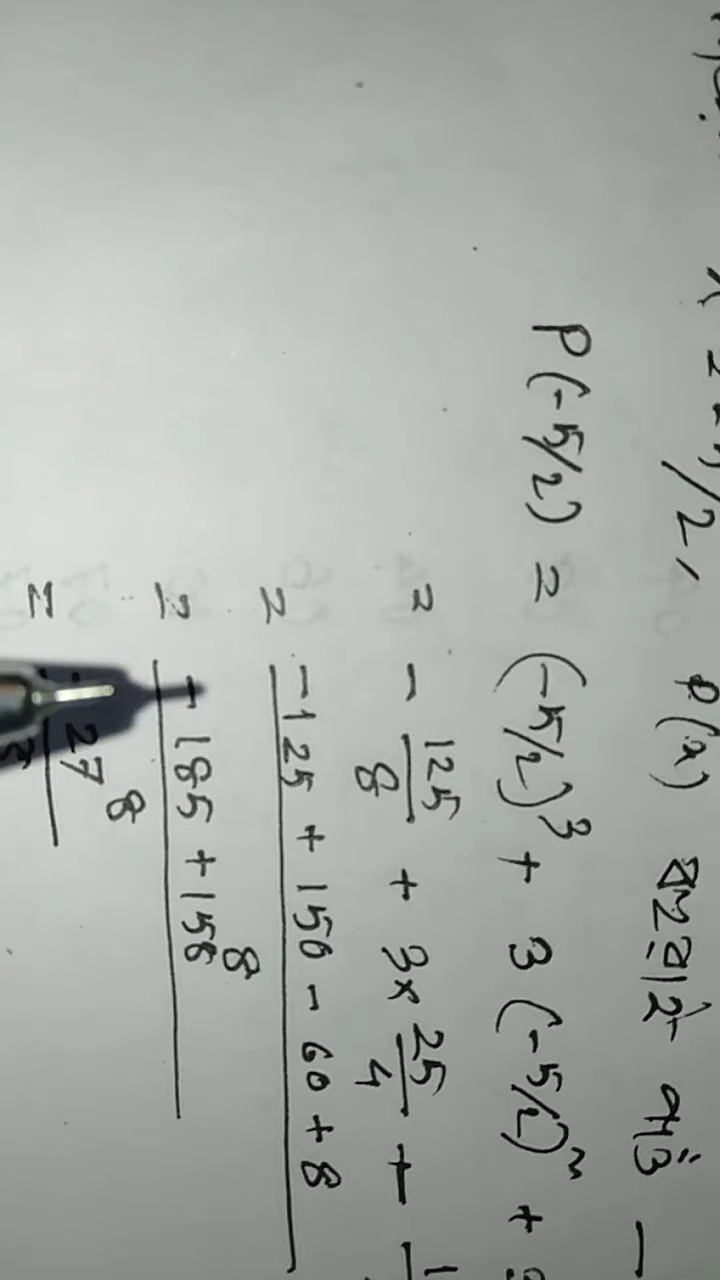 x = -5/2, P(x)
P(-5/2) = (-5/2)³ + 3(-5/2)² +
= - 125/8 + 3× 25/4 +
= -125 + 150 - 60 + 8 / 8
= -185 + 158 / 8
= -27 / 8